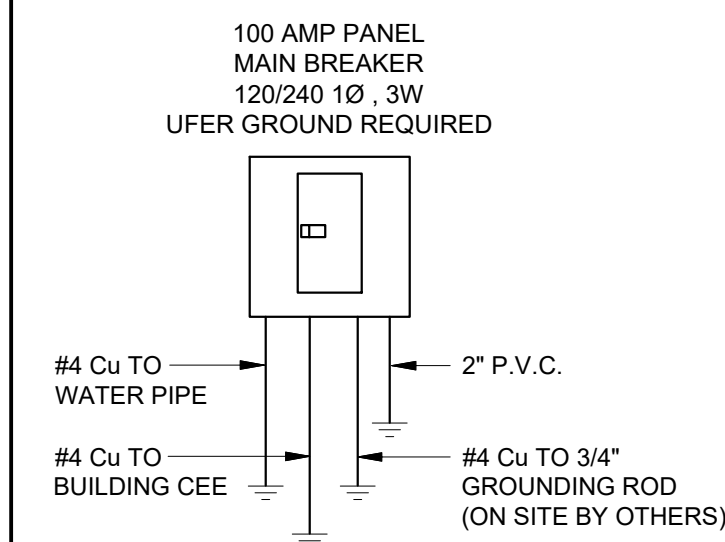 100 AMP PANEL
MAIN BREAKER
120/240 1Ø , 3W
UFER GROUND REQUIRED
#4 Cu TO
WATER PIPE
2" P.V.C.
#4 Cu TO
BUILDING CEE
#4 Cu TO 3/4"
GROUNDING ROD
(ON SITE BY OTHERS)